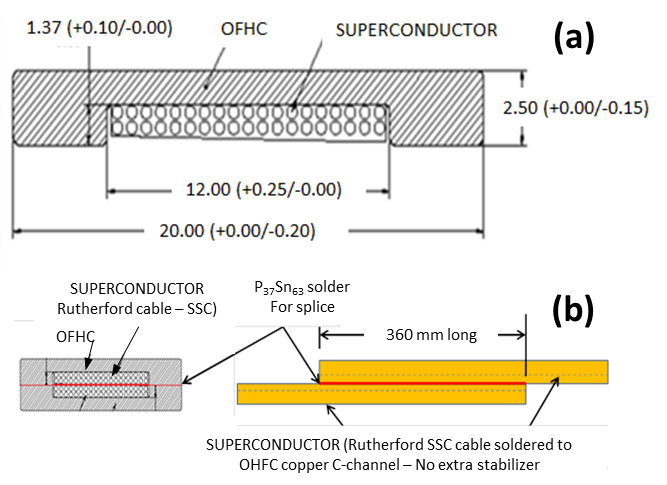 1.37 (+0.10/-0.00)
OFHC
SUPERCONDUCTOR
(a)
2.50 (+0.00/-0.15)
12.00 (+0.25/-0.00)
20.00 (+0.00/-0.20)
SUPERCONDUCTOR
Rutherford cable – SSC)
OFHC
P37Sn63 solder
For splice
(b)
360 mm long
SUPERCONDUCTOR (Rutherford SSC cable soldered to
OHFC copper C-channel – No extra stabilizer